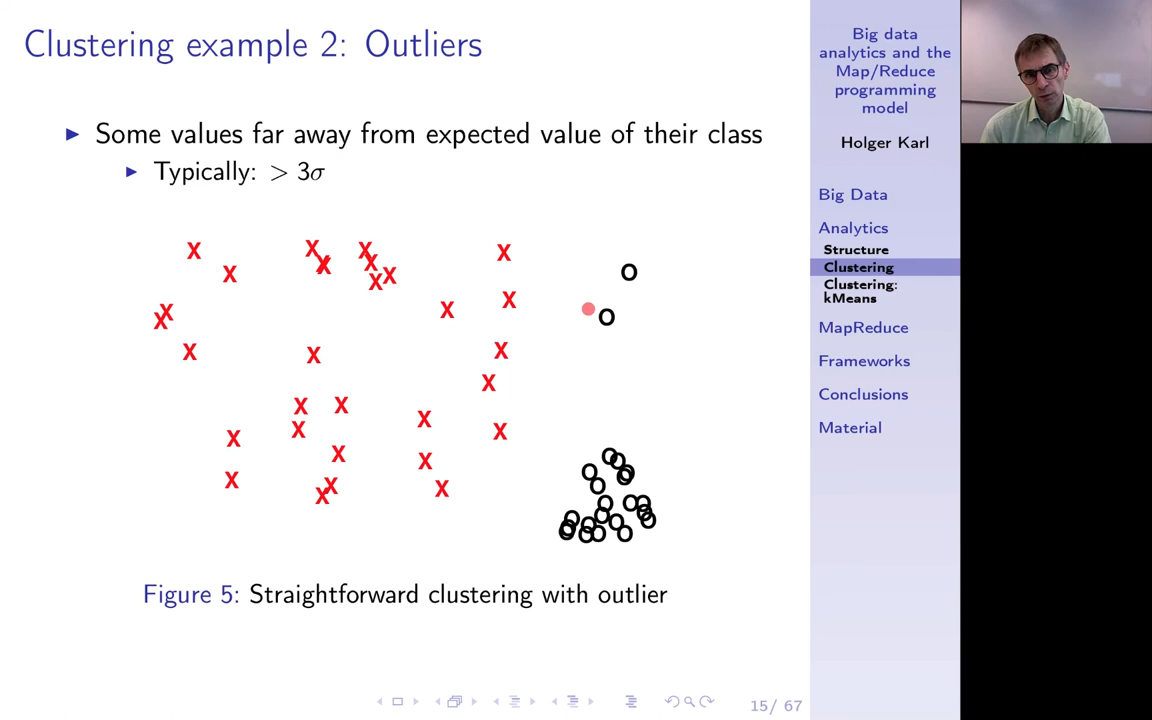 Clustering example 2: Outliers
Some values far away from expected value of their class
Typically: > 3σ
Figure 5: Straightforward clustering with outlier
15/ 67
Big data
analytics and the
Map/Reduce
programming
model
Holger Karl
Big Data
Analytics
Structure
Clustering
Clustering:
kMeans
MapReduce
Frameworks
Conclusions
Material